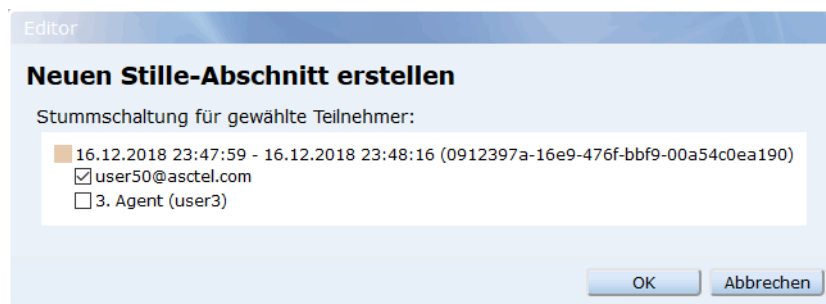 Editor
Neuen Stille-Abschnitt erstellen
Stummschaltung für gewählte Teilnehmer:
16.12.2018 23:47:59 - 16.12.2018 23:48:16 (0912397a-16e9-476f-bbf9-00a54c0ea190)
user50@asctel.com
3. Agent (user3)
OK Abbrechen